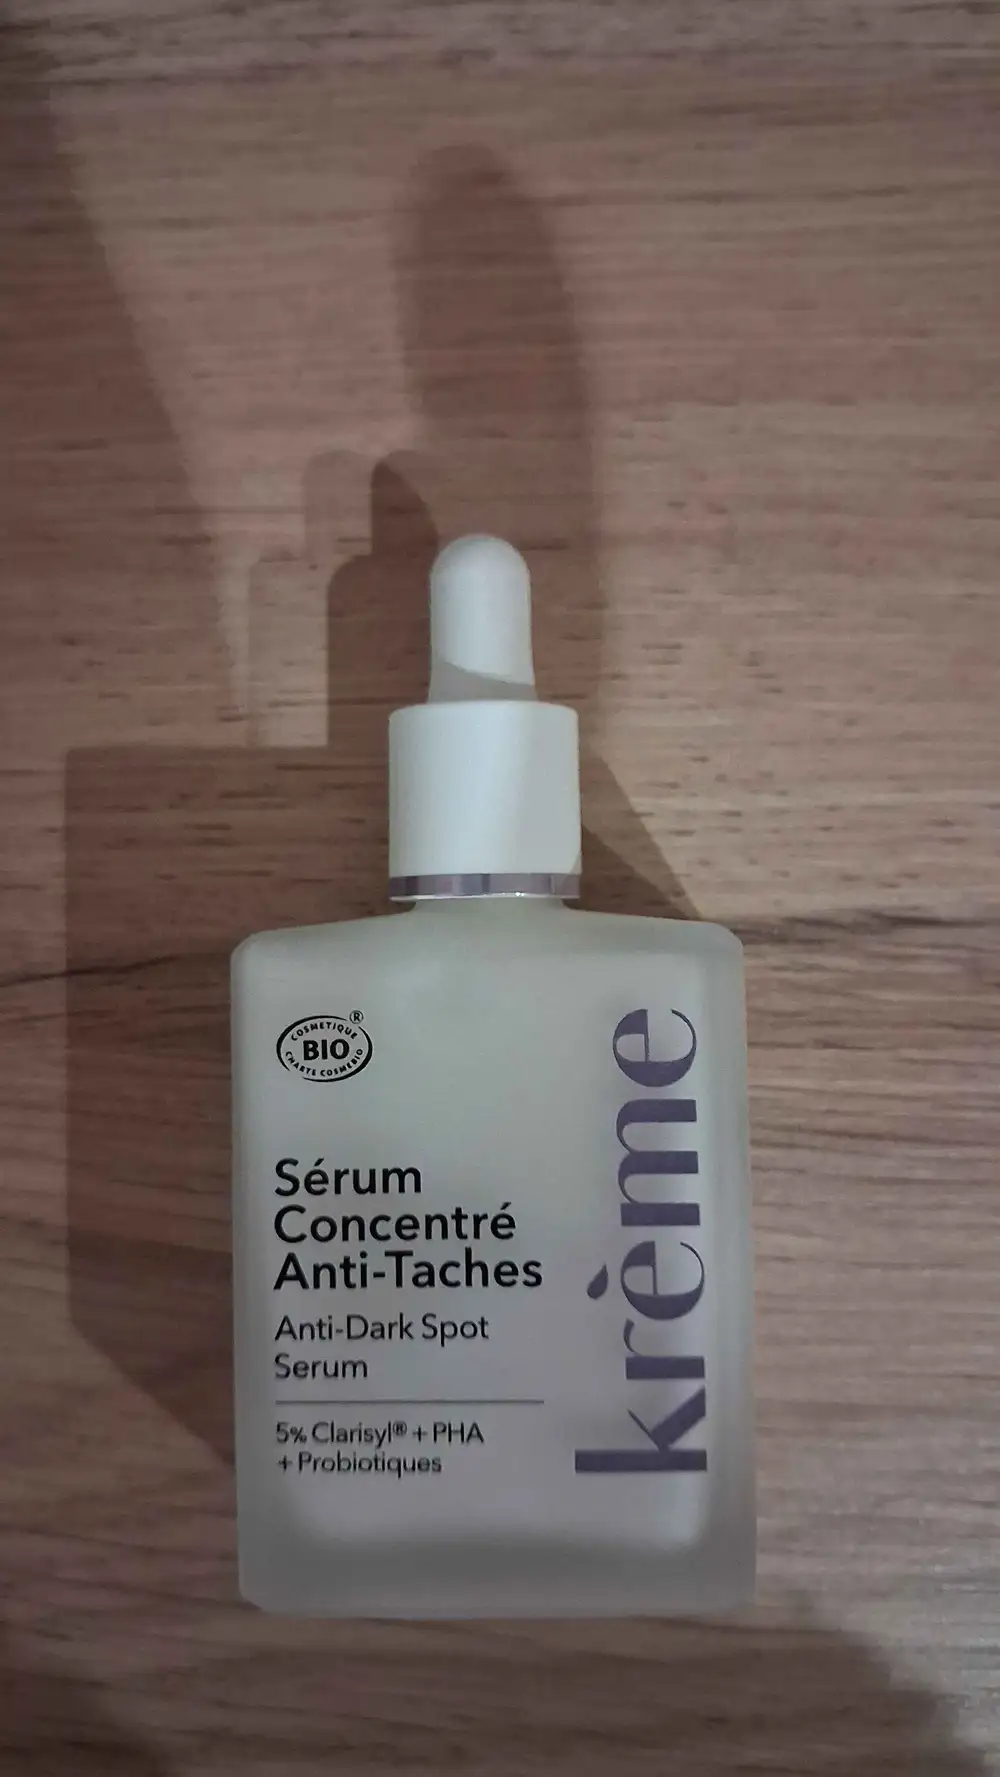 COSMETIQUE ®
BIO
CHARTE COSMEBIO
Sérum
Concentré
Anti-Taches
Anti-Dark Spot
Serum
5% Clarisyl® + PHA
+ Probiotiques
krème